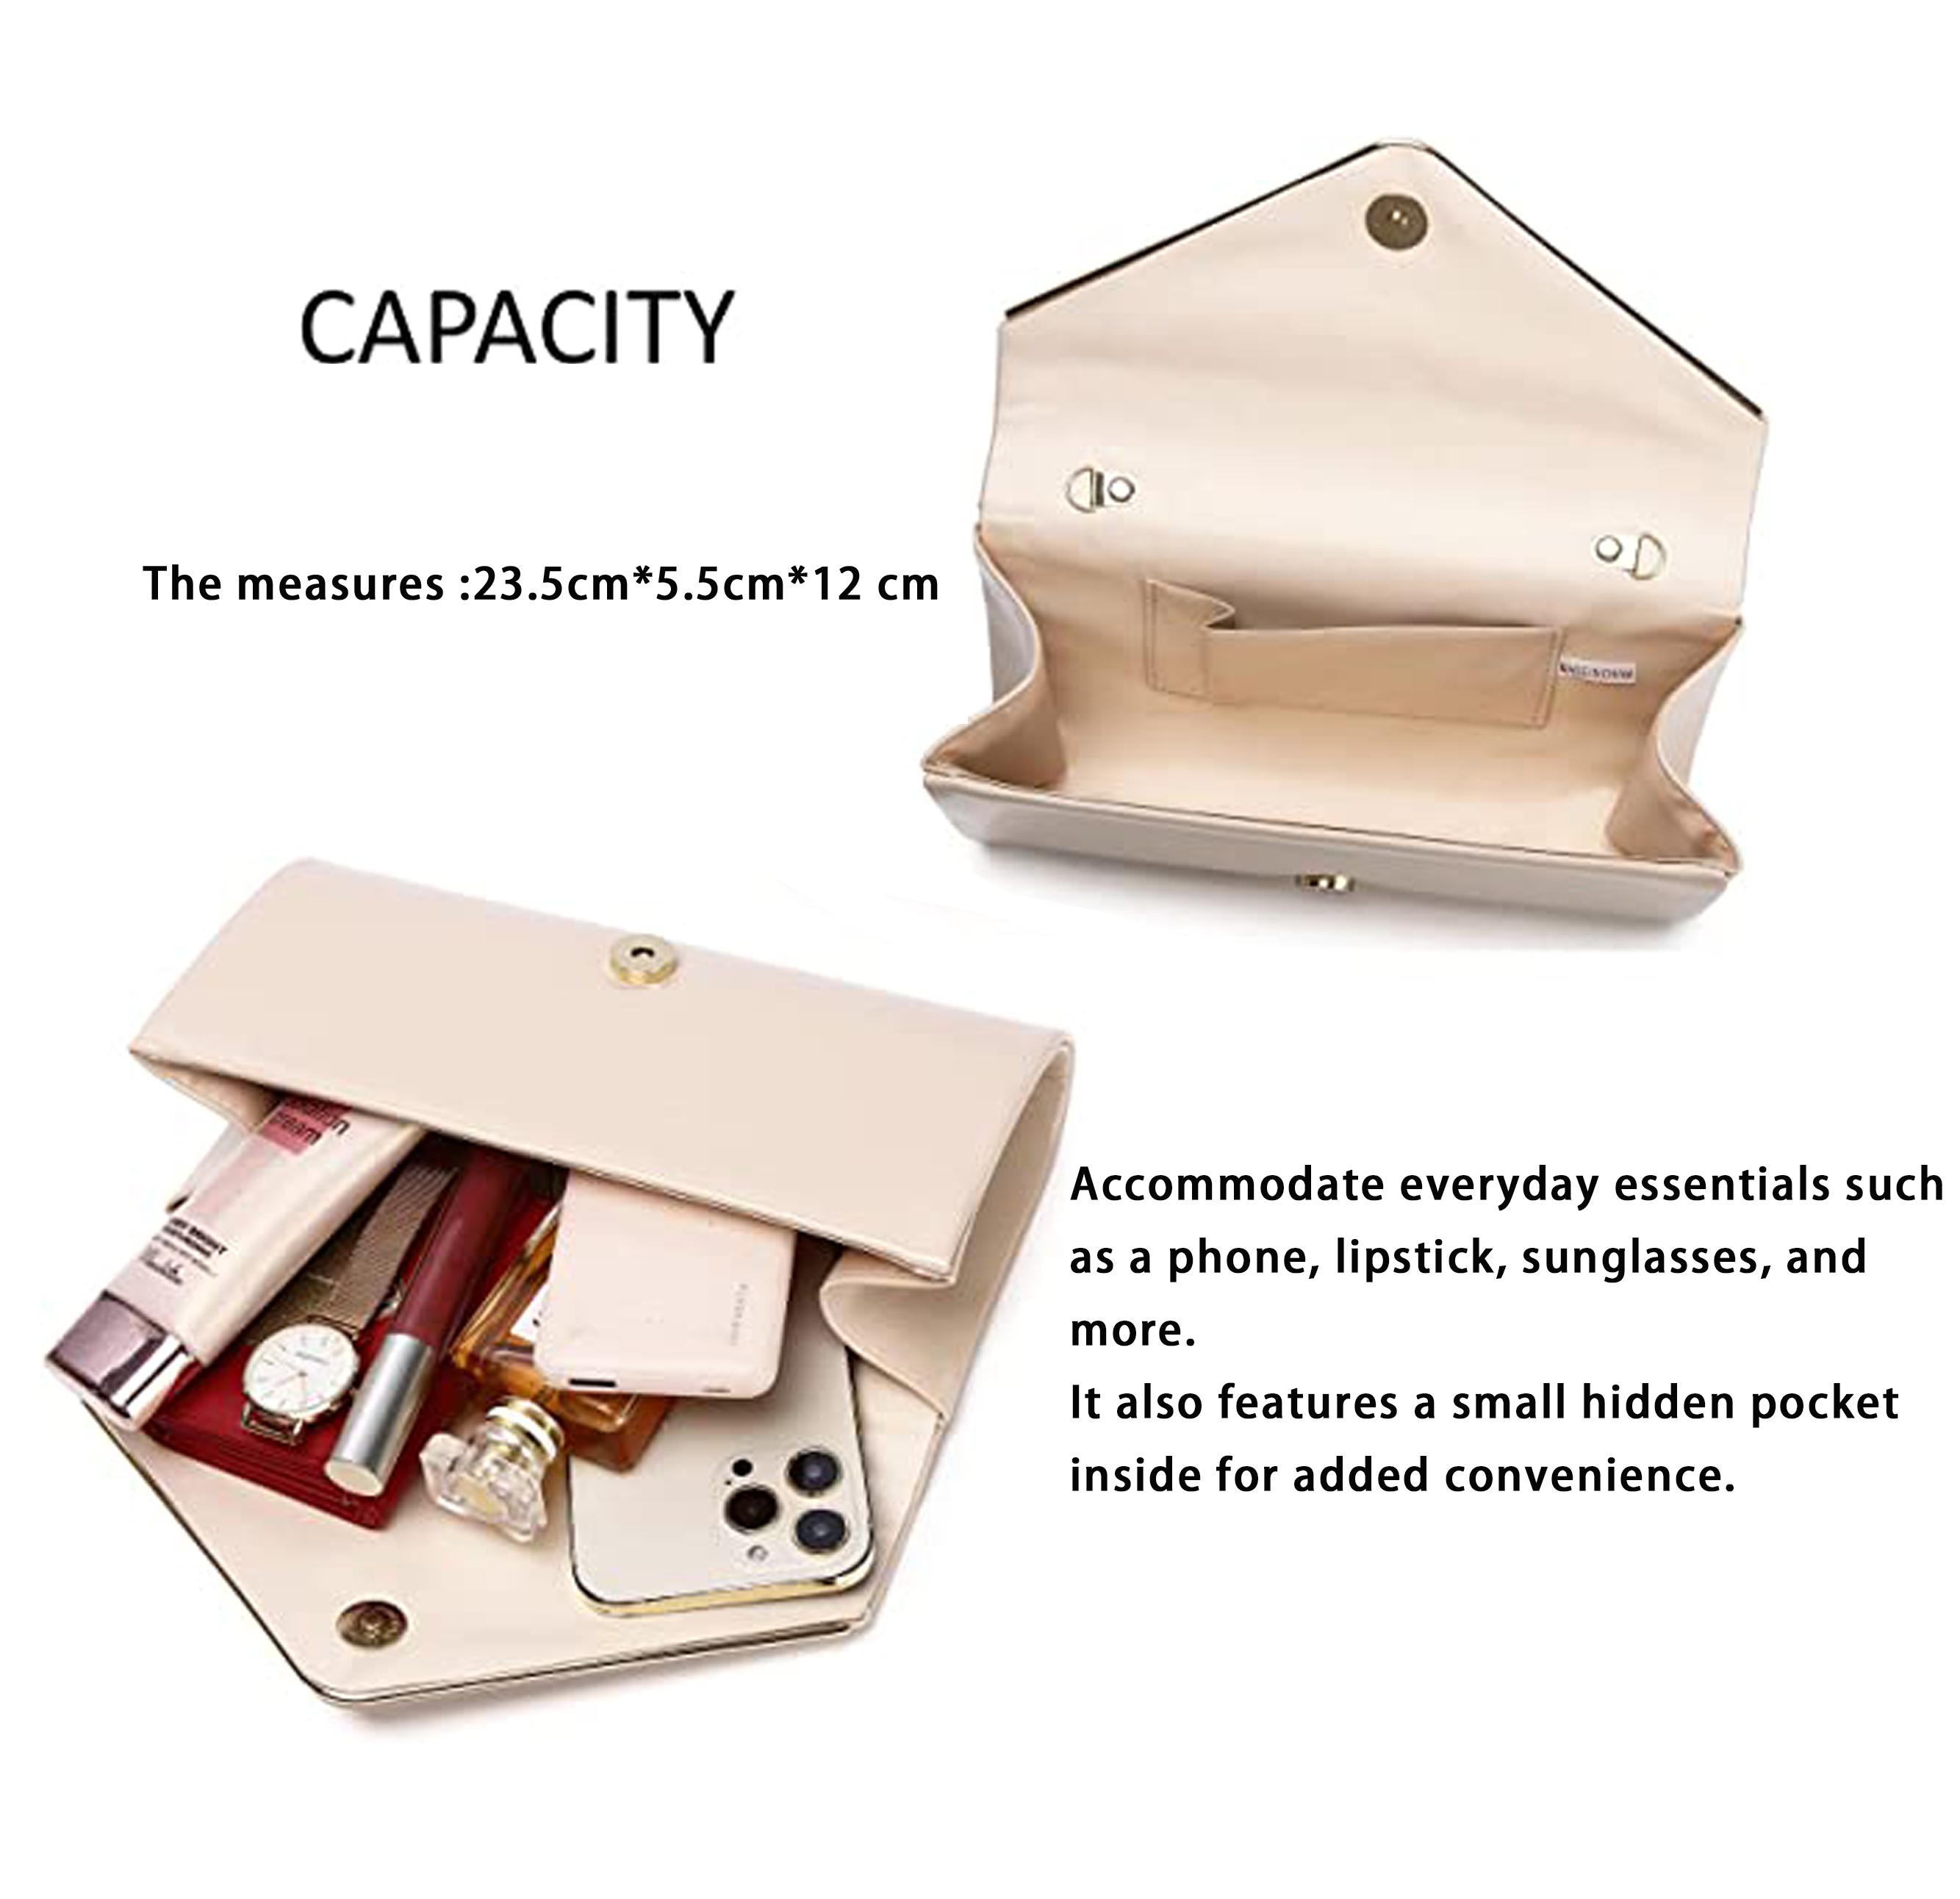 CAPACITY
The measures :23.5cm*5.5cm*12 cm
Accommodate everyday essentials such
as a phone, lipstick, sunglasses, and
more.
It also features a small hidden pocket
inside for added convenience.